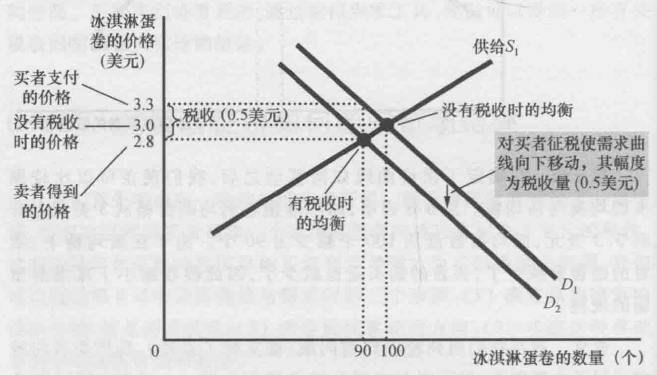 冰淇淋蛋
卷的价格
(美元)
供给S₁
买者支付
的价格
3.3
税收 (0.5美元)
没有税收时的均衡
没有税收
时的价格
3.0
2.8
对买者征税使需求曲
线向下移动，其幅度
为税收量 (0.5美元)
卖者得到
的价格
有税收时
的均衡
D₁
D₂
0
90 100
冰淇淋蛋卷的数量 (个)